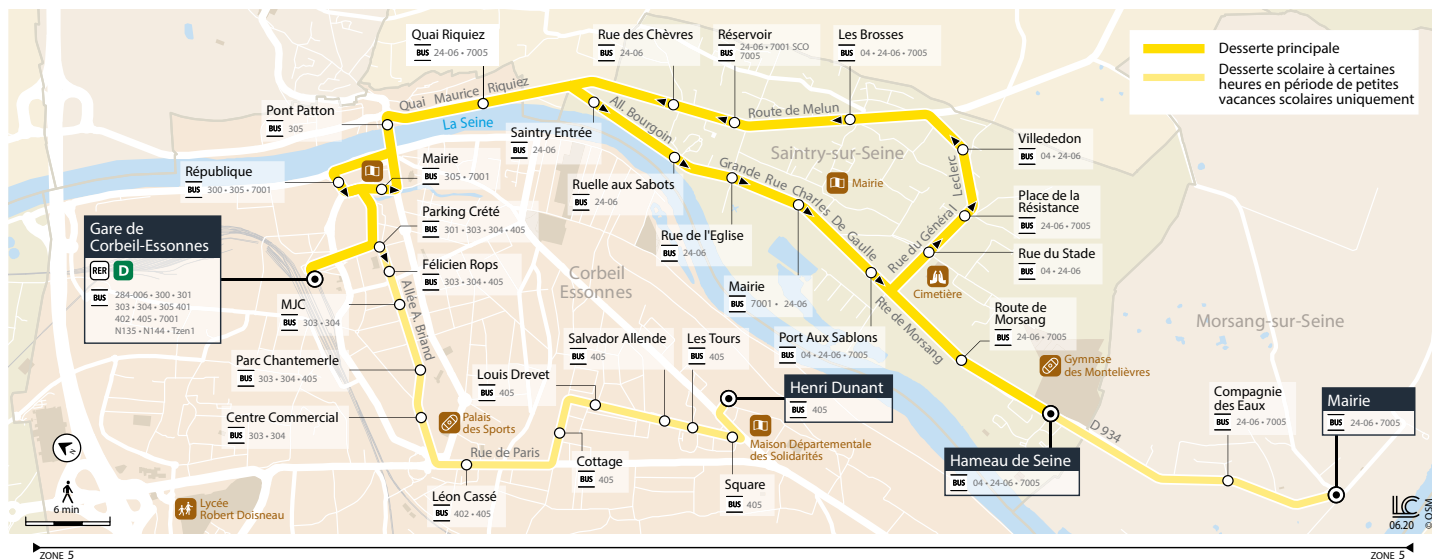 Quai Riquiez
BUS 24-06 • 7005
Rue des Chèvres
BUS 24-06
Réservoir
BUS 24-06 • 7001 SCO
7005
Les Brosses
BUS 04 • 24-06 • 7005
Desserte principale
Desserte scolaire à certaines
heures en période de petites
vacances scolaires uniquement
Pont Patton
BUS 305
Quai Maurice Riquiez
La Seine
All. Bourgoin
Route de Melun
Saintry Entrée
BUS 24-06
Villededon
BUS 04 • 24-06
Saintry-sur-Seine
Mairie
BUS 305 • 7001
République
BUS 300 • 305 • 7001
Ruelle aux Sabots
BUS 24-06
Grande Rue Charles De Gaulle
Mairie
Rue du Général Leclerc
Place de la
Résistance
BUS 24-06 • 7005
Parking Crété
BUS 301 • 303 • 304 • 405
Gare de
Corbeil-Essonnes
RER D
BUS 284-006 • 300 • 301
303 • 304 • 305 401
402 • 405 • 7001
N135 • N144 • Tzen1
Rue de l'Eglise
BUS 24-06
Rue du Stade
BUS 04 • 24-06
Félicien Rops
BUS 303 • 304 • 405
Corbeil
Essonnes
Mairie
BUS 7001 • 24-06
Cimetière
MJC
BUS 303 • 304
Allée A. Briand
Route de
Morsang
BUS 24-06 • 7005
Morsang-sur-Seine
Salvador Allende
BUS 405
Les Tours
BUS 405
Port Aux Sablons
BUS 04 • 24-06 • 7005
Rte de Morsang
Parc Chantemerle
BUS 303 • 304 • 405
Gymnase
des Montelièvres
Louis Drevet
BUS 405
Henri Dunant
BUS 405
Compagnie
des Eaux
BUS 24-06 • 7005
Mairie
BUS 24-06 • 7005
Centre Commercial
BUS 303 • 304
Palais
des Sports
D 934
Maison Départementale
des Solidarités
Rue de Paris
Cottage
BUS 405
Hameau de Seine
BUS 04 • 24-06 • 7005
N
6 min
Léon Cassé
BUS 402 • 405
Square
BUS 405
Lycée
Robert Doisneau
LC
06.20
© OSM
ZONE 5
ZONE 5